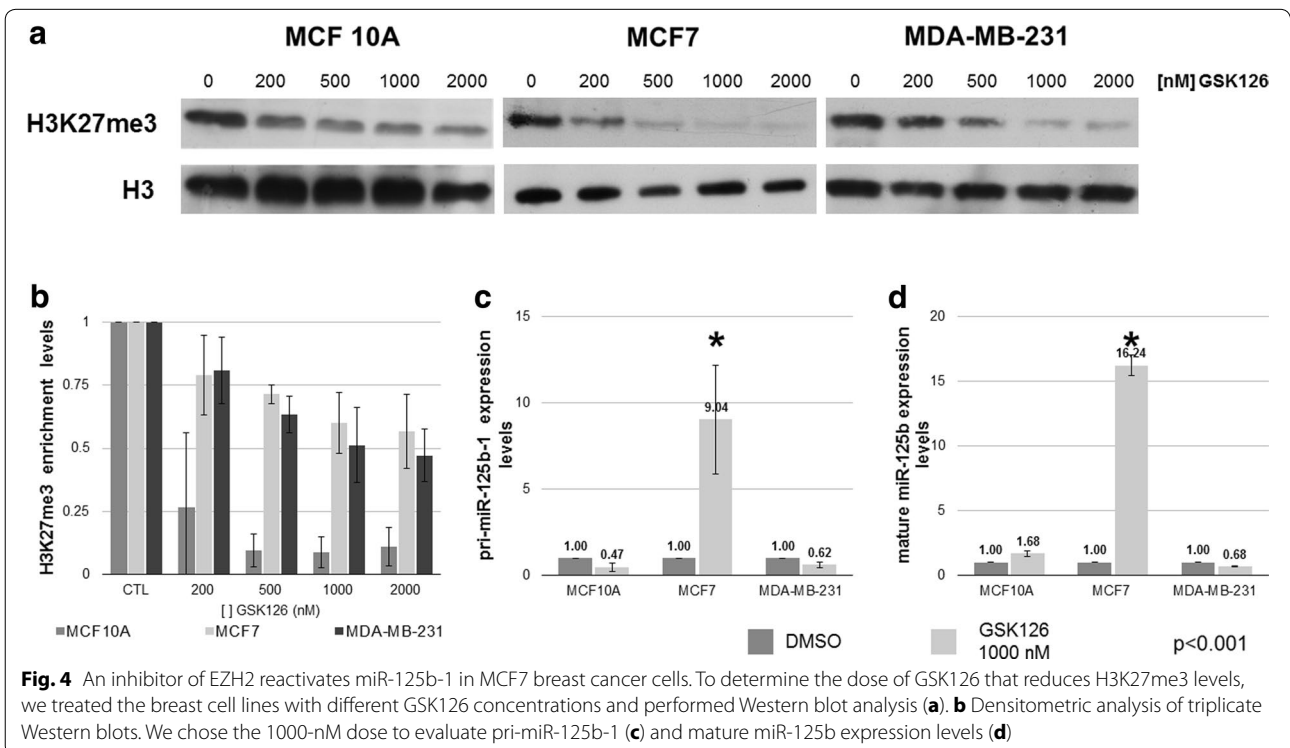 a
MCF 10A MCF7 MDA-MB-231
0 200 500 1000 2000 0 200 500 1000 2000 0 200 500 1000 2000 [nM] GSK126
H3K27me3
H3
b
H3K27me3 enrichment levels
1
0.75
0.5
0.25
0
CTL 200 500 1000 2000
[ ] GSK126 (nM)
MCF10A MCF7 MDA-MB-231
c
pri-miR-125b-1 expression
levels
15
10
5
0
*
1.00 0.47 1.00 9.04 1.00 0.62
MCF10A MCF7 MDA-MB-231
d
mature miR-125b expression
levels
20
15
10
5
0
*
1.00 1.68 1.00 16.24 1.00 0.68
MCF10A MCF7 MDA-MB-231
DMSO
GSK126
1000 nM
p<0.001
Fig. 4 An inhibitor of EZH2 reactivates miR-125b-1 in MCF7 breast cancer cells. To determine the dose of GSK126 that reduces H3K27me3 levels,
we treated the breast cell lines with different GSK126 concentrations and performed Western blot analysis (a). b Densitometric analysis of triplicate
Western blots. We chose the 1000-nM dose to evaluate pri-miR-125b-1 (c) and mature miR-125b expression levels (d)